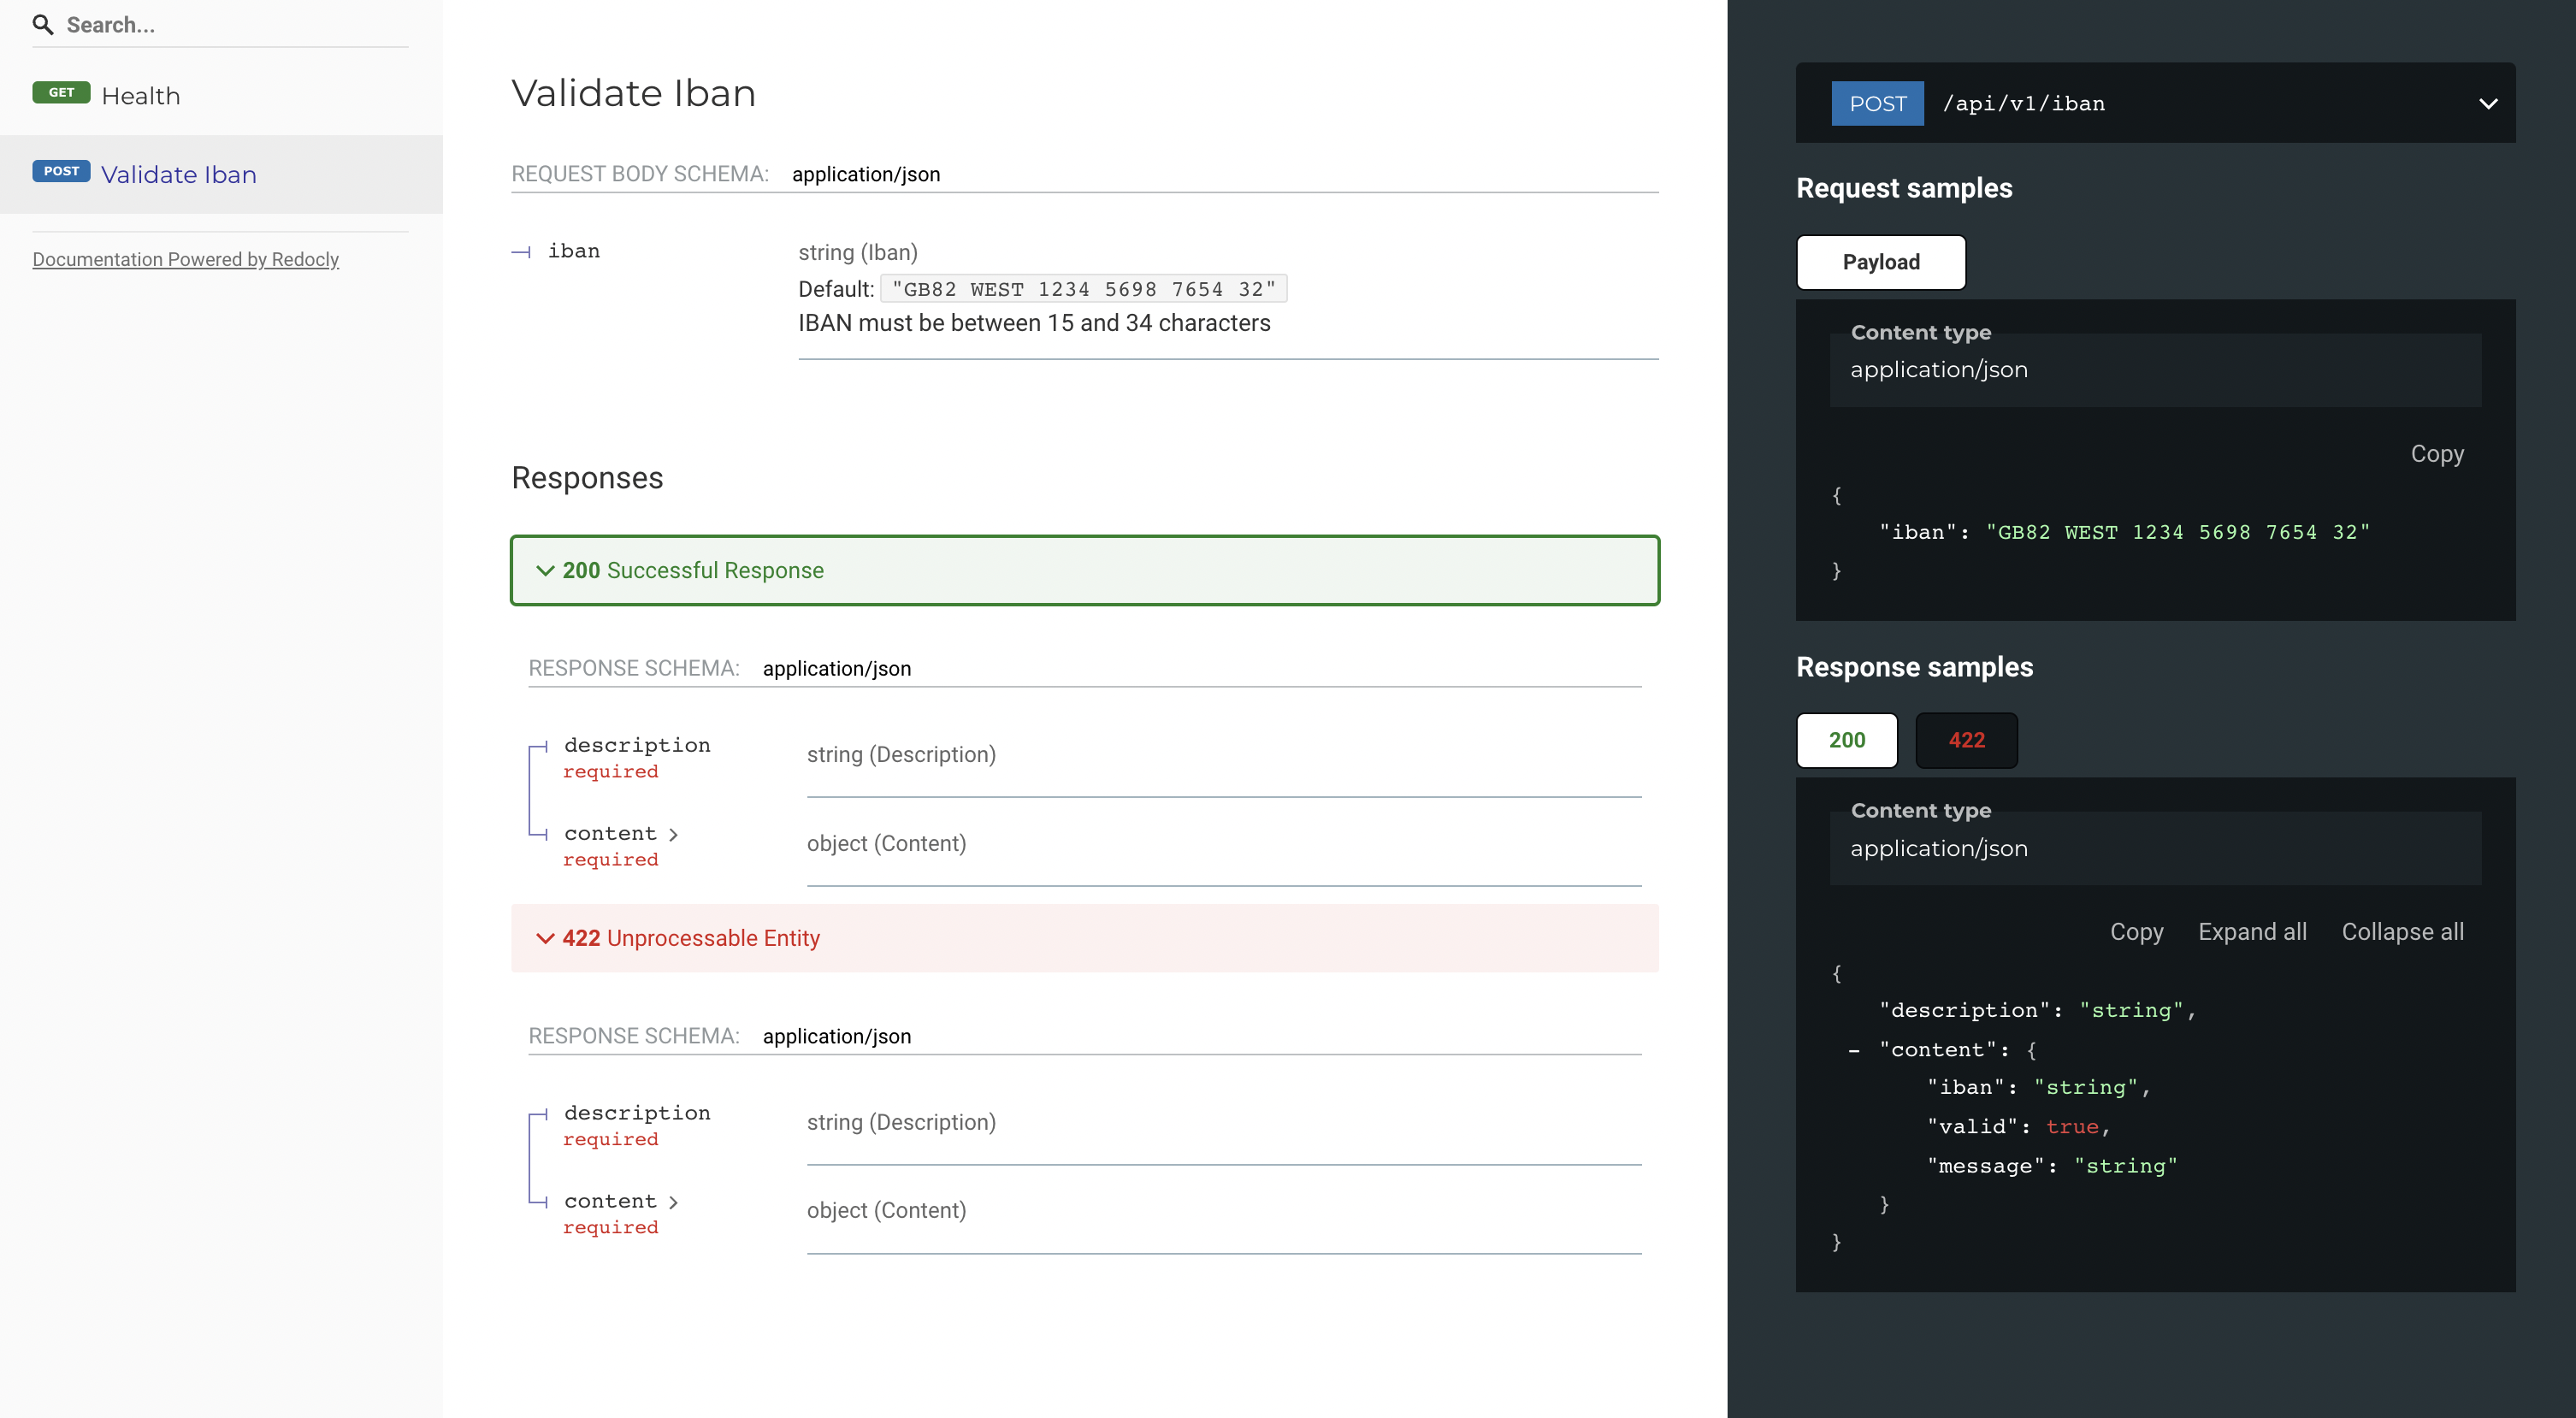 Search...
GET Health
POST Validate Iban
Documentation Powered by Redocly
Validate Iban
REQUEST BODY SCHEMA: application/json
iban
string (Iban)
Default: "GB82 WEST 1234 5698 7654 32"
IBAN must be between 15 and 34 characters
Responses
200 Successful Response
RESPONSE SCHEMA: application/json
description
required
string (Description)
content
required
object (Content)
422 Unprocessable Entity
RESPONSE SCHEMA: application/json
description
required
string (Description)
content
required
object (Content)
POST /api/v1/iban
Request samples
Payload
Content type
application/json
Copy
{
"iban": "GB82 WEST 1234 5698 7654 32"
}
Response samples
200 422
Content type
application/json
Copy Expand all Collapse all
{
"description": "string",
- "content": {
"iban": "string",
"valid": true,
"message": "string"
}
}